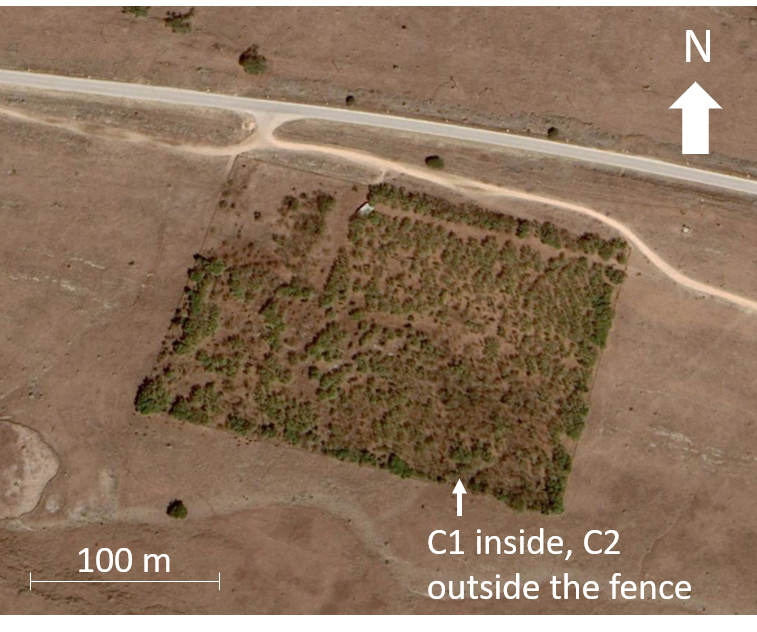 N
C1 inside, C2
outside the fence
100 m